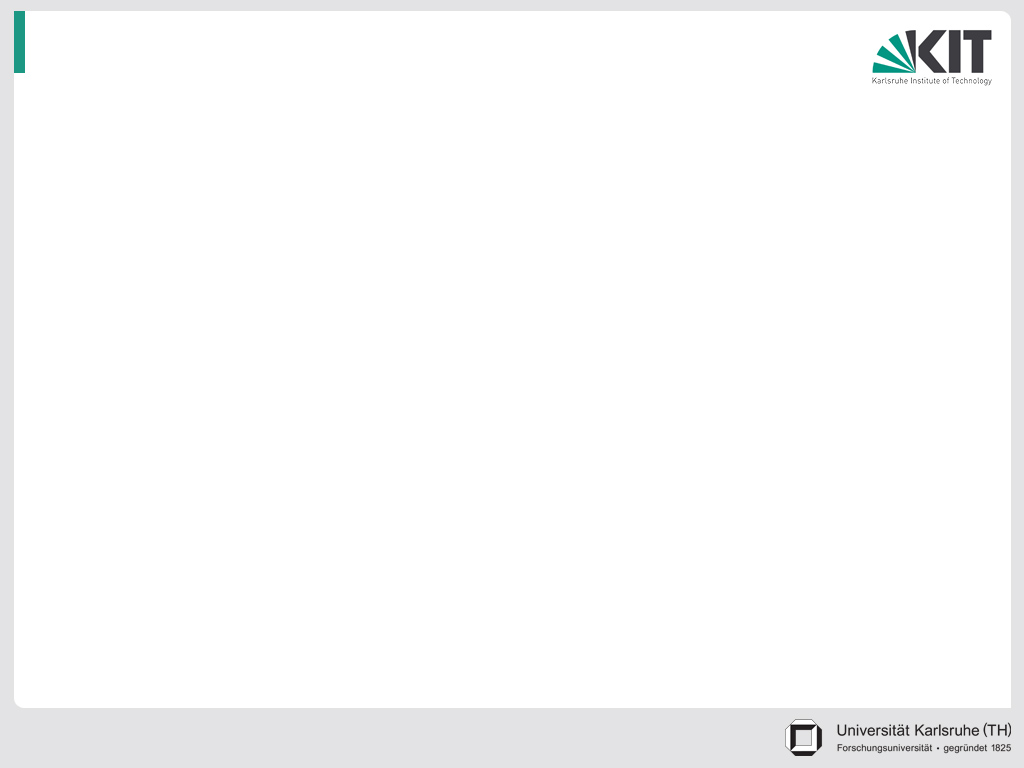 KIT
Karlsruhe Institute of Technology
Universität Karlsruhe (TH)
Forschungsuniversität • gegründet 1825